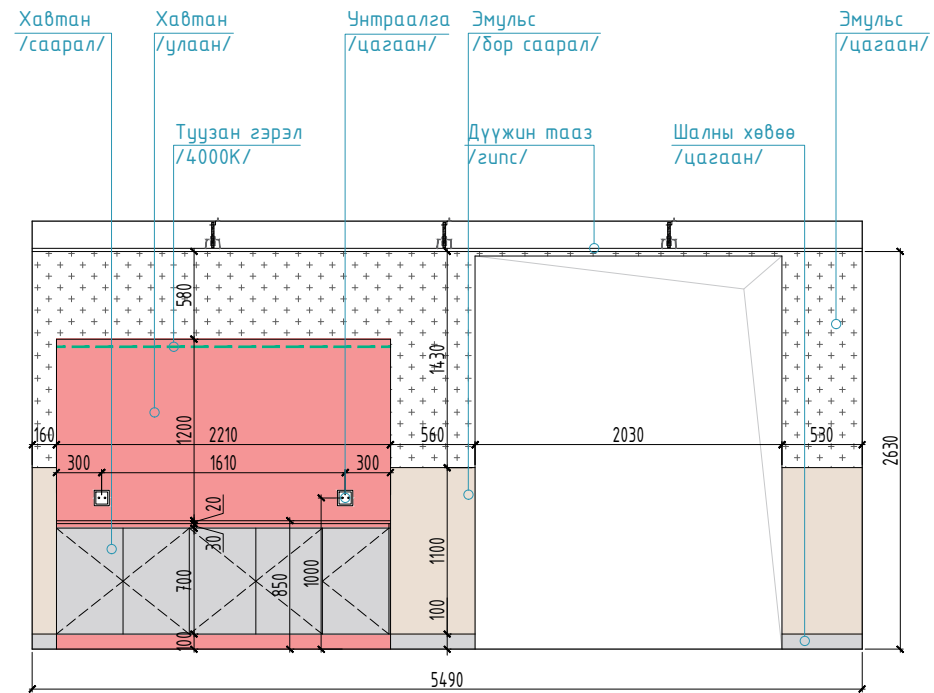 Хавтан
/саарал/
Хавтан
/улаан/
Унтраалга
/цагаан/
Эмульс
/бор саарал/
Эмульс
/цагаан/
Туузан гэрэл
/4000К/
Дүүжин тааз
/гипс/
Шалны хөвөө
/цагаан/
580
1430
1200
160
2210
560
2030
530
2630
300
1610
300
20
30
1100
700
850
1000
100
100
5490